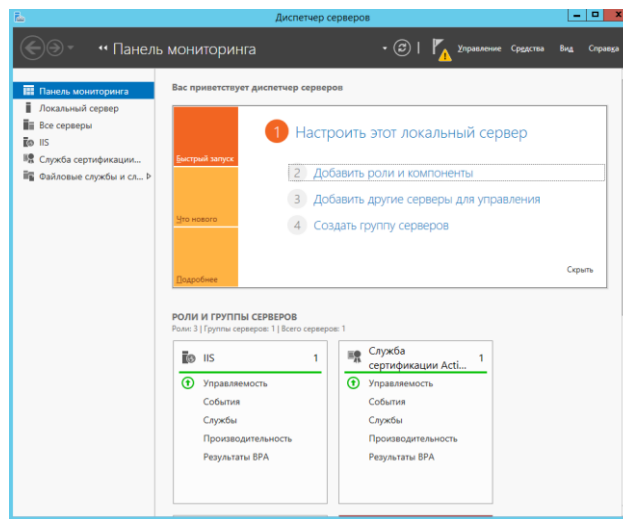 Диспетчер серверов
Панель мониторинга
Управление Средства Вид Справка
Панель мониторинга
Локальный сервер
Все серверы
IIS
Служба сертификации...
Файловые службы и сл...
Вас приветствует диспетчер серверов
Быстрый запуск
Что нового
Подробнее
1 Настроить этот локальный сервер
2 Добавить роли и компоненты
3 Добавить другие серверы для управления
4 Создать группу серверов
Скрыть
РОЛИ И ГРУППЫ СЕРВЕРОВ
Роли: 3 | Группы серверов: 1 | Всего серверов: 1
IIS 1
Управляемость
События
Службы
Производительность
Результаты BPA
Служба
сертификации Acti... 1
Управляемость
События
Службы
Производительность
Результаты BPA